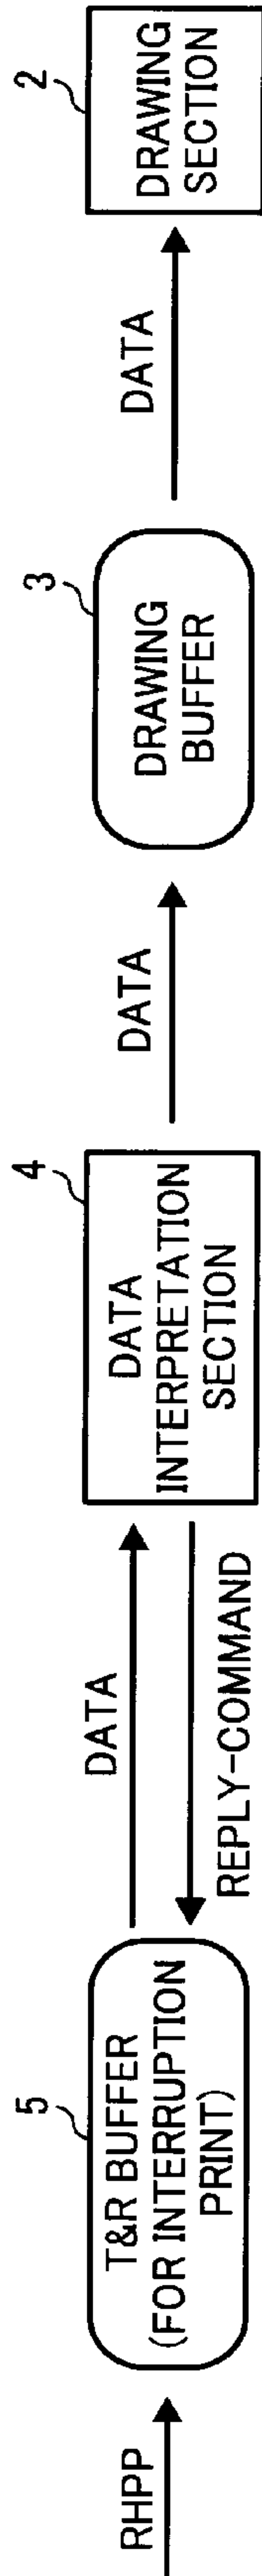 RHPP
5
T&R BUFFER
(FOR INTERRUPTION
PRINT)
DATA
REPLY-COMMAND
4
DATA
INTERPRETATION
SECTION
DATA
3
DRAWING
BUFFER
DATA
2
DRAWING
SECTION